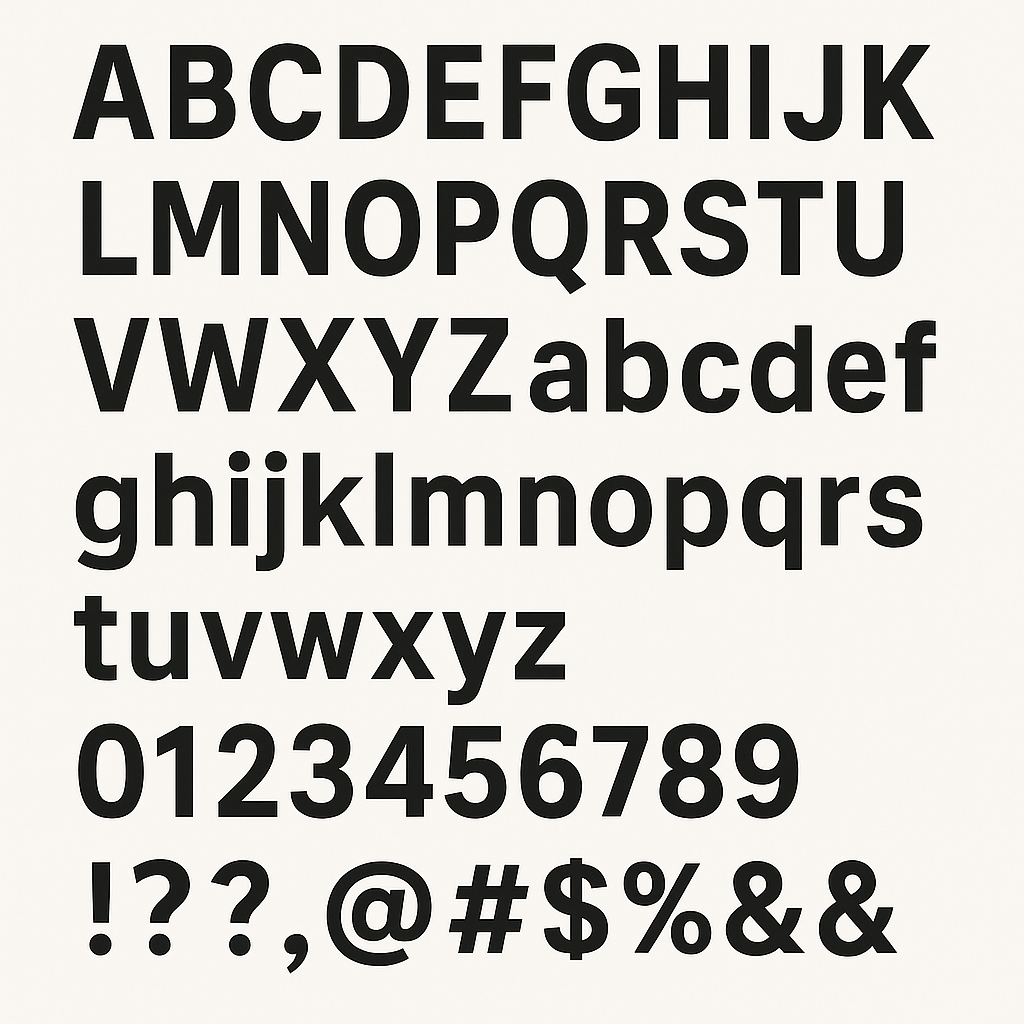 ABCDEFGHIJK
LMNOPQRSTU
VWXYZabcdef
ghijklmnopqrs
tuvwxyz
0123456789
!??,@#$%&&